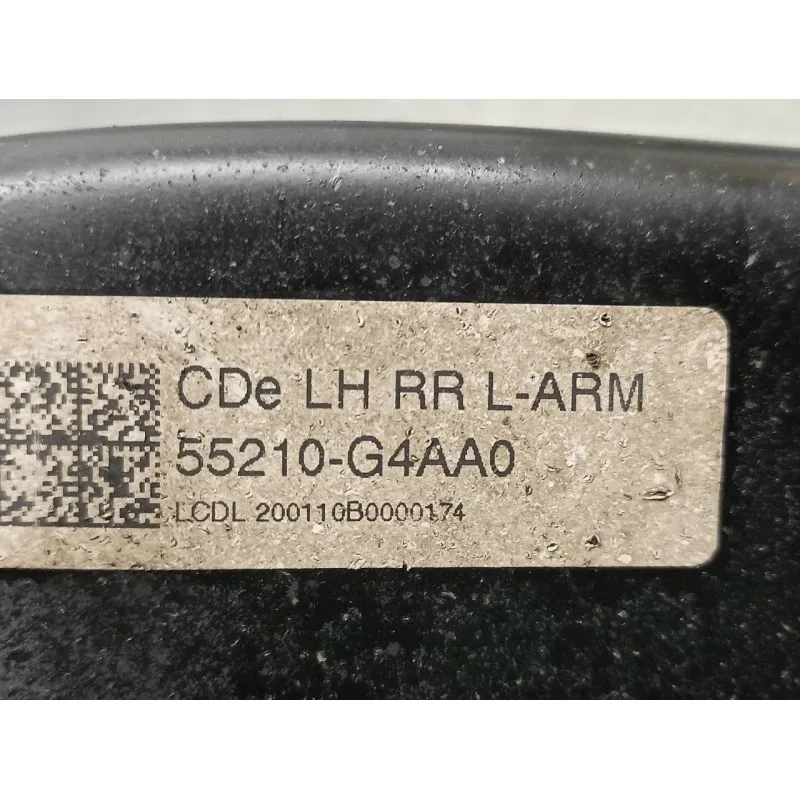 CDe LH RR L-ARM
55210-G4AA0
LCDL 200110B0000174